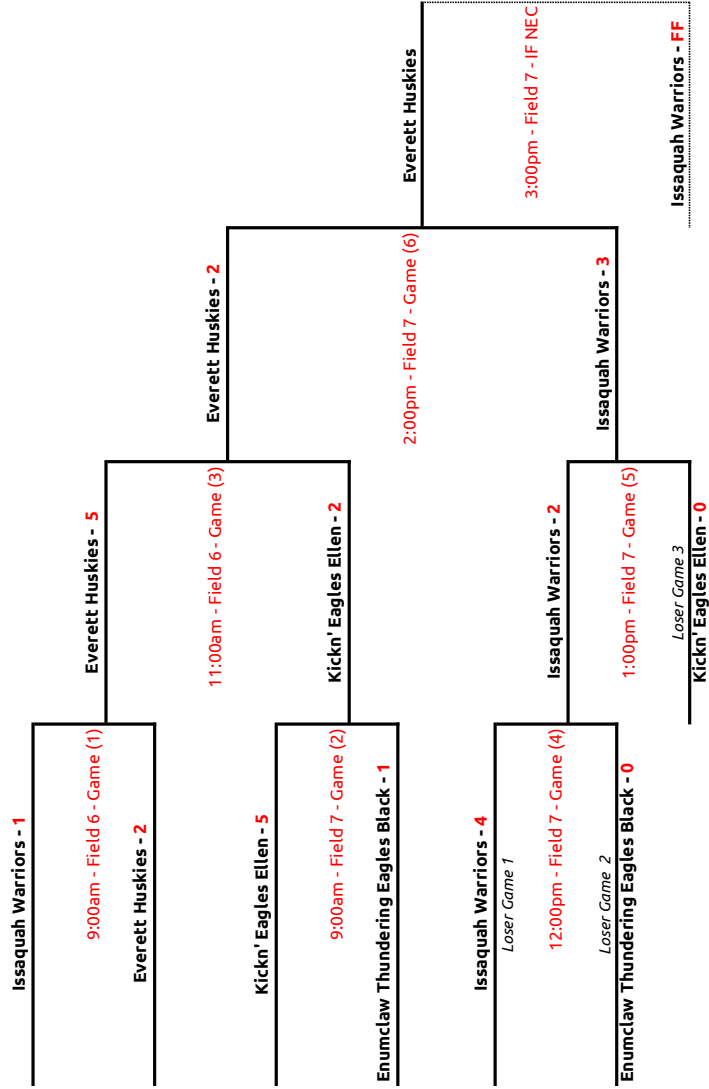 Issaquah Warriors - 1
9:00am - Field 6 - Game (1)
Everett Huskies - 2
Kickn' Eagles Ellen - 5
9:00am - Field 7 - Game (2)
Enumclaw Thundering Eagles Black - 1
Issaquah Warriors - 4
Loser Game 1
12:00pm - Field 7 - Game (4)
Loser Game 2
Enumclaw Thundering Eagles Black - 0
Everett Huskies - 5
11:00am - Field 6 - Game (3)
Kickn' Eagles Ellen - 2
Issaquah Warriors - 2
1:00pm - Field 7 - Game (5)
Loser Game 3
Kickn' Eagles Ellen - 0
Everett Huskies - 2
2:00pm - Field 7 - Game (6)
Issaquah Warriors - 3
Everett Huskies
3:00pm - Field 7 - IF NEC
Issaquah Warriors - FF